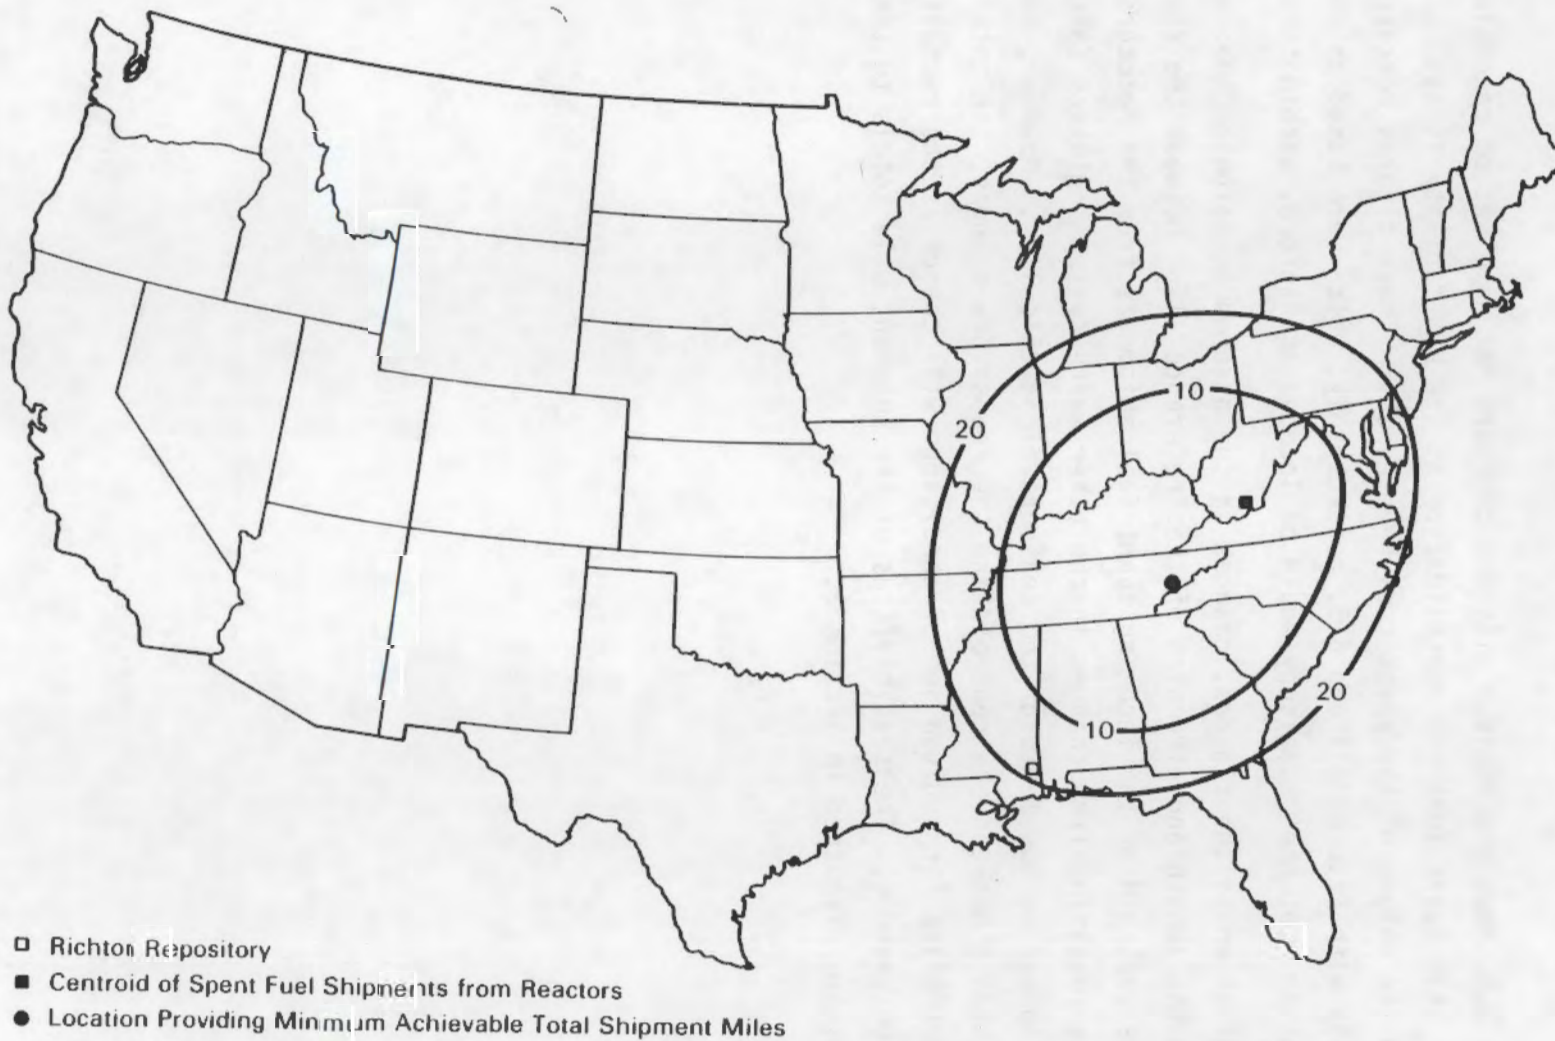 10
20
20
10
Richton Repository
Centroid of Spent Fuel Shipments from Reactors
Location Providing Minimum Achievable Total Shipment Miles